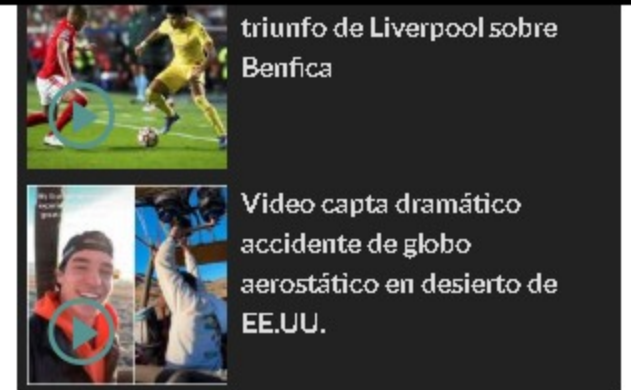 triunfo de Liverpool sobre
Benfica
Video capta dramático
accidente de globo
aerostático en desierto de
EE.UU.